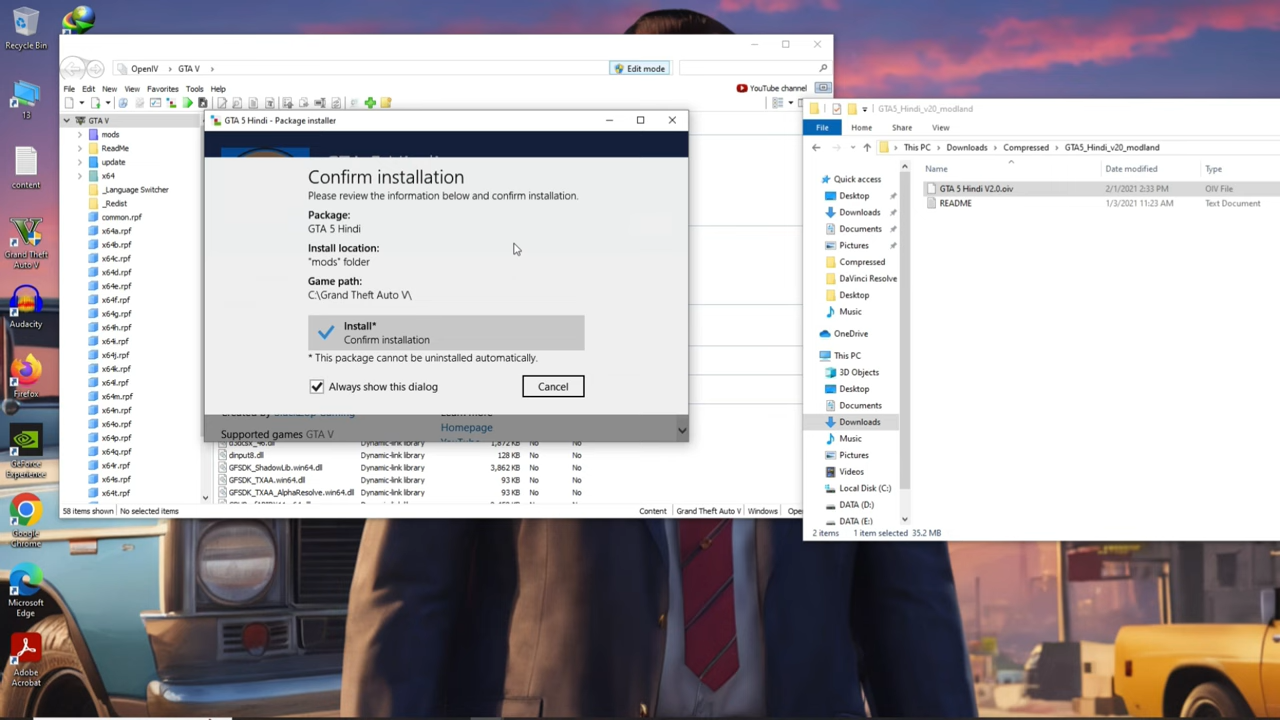 Recycle Bin
13
content
Grand Theft
Auto V
Audacity
Firefox
GeForce
Experience
Google
Chrome
Microsoft
Edge
Adobe
Acrobat
OpenIV GTA V
Edit mode
File Edit New View Favorites Tools Help
YouTube channel
GTA V
mods
ReadMe
update
x64
_Language Switcher
_Redist
common.rpf
x64a.rpf
x64b.rpf
x64c.rpf
x64d.rpf
x64e.rpf
x64f.rpf
x64g.rpf
x64h.rpf
x64i.rpf
x64j.rpf
x64k.rpf
x64l.rpf
x64m.rpf
x64n.rpf
x64o.rpf
x64p.rpf
x64q.rpf
x64r.rpf
x64s.rpf
x64t.rpf
GTA 5 Hindi - Package installer
Confirm installation
Please review the information below and confirm installation.
Package:
GTA 5 Hindi
Install location:
"mods" folder
Game path:
C:\Grand Theft Auto V\
Install*
Confirm installation
* This package cannot be uninstalled automatically.
Always show this dialog
Cancel
Learn more
Homepage
Supported games GTA V
Dynamic-link library 1,872 KB No No
dinput8.dll Dynamic-link library 128 KB No No
GFSDK_ShadowLib.win64.dll Dynamic-link library 3,862 KB No No
GFSDK_TXAA.win64.dll Dynamic-link library 93 KB No No
GFSDK_TXAA_AlphaResolve.win64.dll Dynamic-link library 93 KB No No
58 items shown No selected items
Content Grand Theft Auto V Windows
GTA5_Hindi_v20_modland
File Home Share View
This PC Downloads Compressed GTA5_Hindi_v20_modland
Name Date modified Type
GTA 5 Hindi V2.0.oiv 2/1/2021 2:33 PM OIV File
README 1/3/2021 11:23 AM Text Document
Quick access
Desktop
Downloads
Documents
Pictures
Compressed
DaVinci Resolve
Desktop
Music
OneDrive
This PC
3D Objects
Desktop
Documents
Downloads
Music
Pictures
Videos
Local Disk (C:)
DATA (D:)
DATA (E:)
2 items 1 item selected 35.2 MB